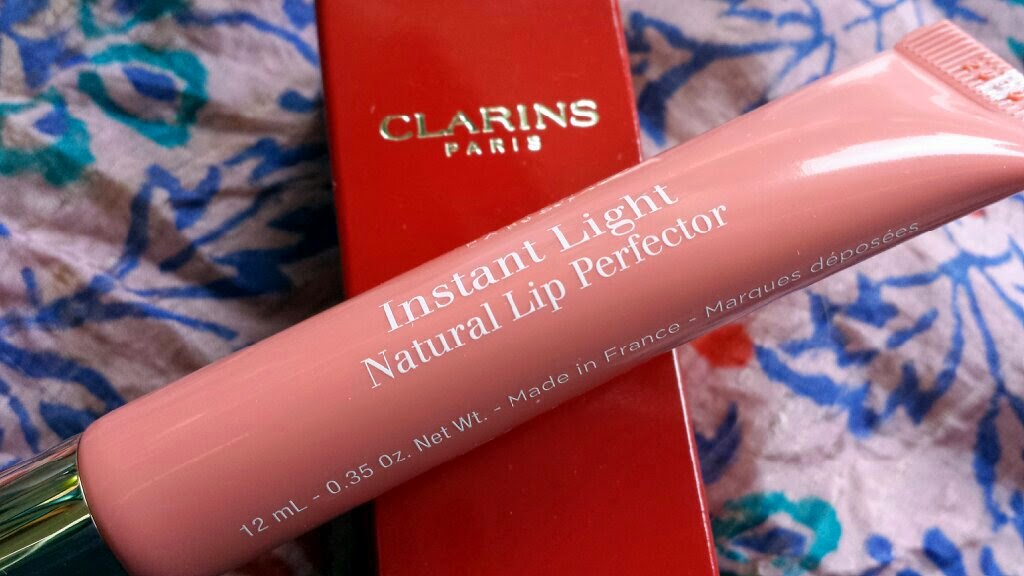 CLARINS
PARIS
Instant Light
Natural Lip Perfector
12 mL - 0.35 Oz. Net Wt. - Made in France - Marques déposées